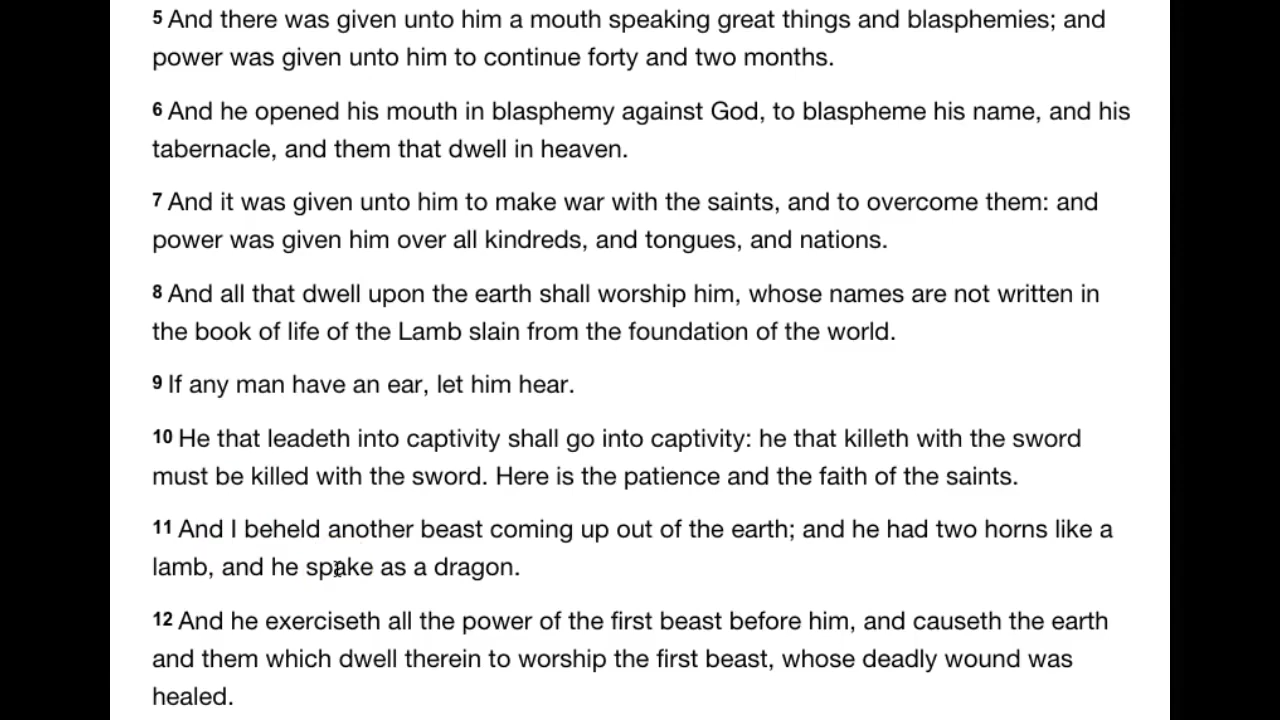 5 And there was given unto him a mouth speaking great things and blasphemies; and
power was given unto him to continue forty and two months.
6 And he opened his mouth in blasphemy against God, to blaspheme his name, and his
tabernacle, and them that dwell in heaven.
7 And it was given unto him to make war with the saints, and to overcome them: and
power was given him over all kindreds, and tongues, and nations.
8 And all that dwell upon the earth shall worship him, whose names are not written in
the book of life of the Lamb slain from the foundation of the world.
9 If any man have an ear, let him hear.
10 He that leadeth into captivity shall go into captivity: he that killeth with the sword
must be killed with the sword. Here is the patience and the faith of the saints.
11 And I beheld another beast coming up out of the earth; and he had two horns like a
lamb, and he spake as a dragon.
12 And he exerciseth all the power of the first beast before him, and causeth the earth
and them which dwell therein to worship the first beast, whose deadly wound was
healed.